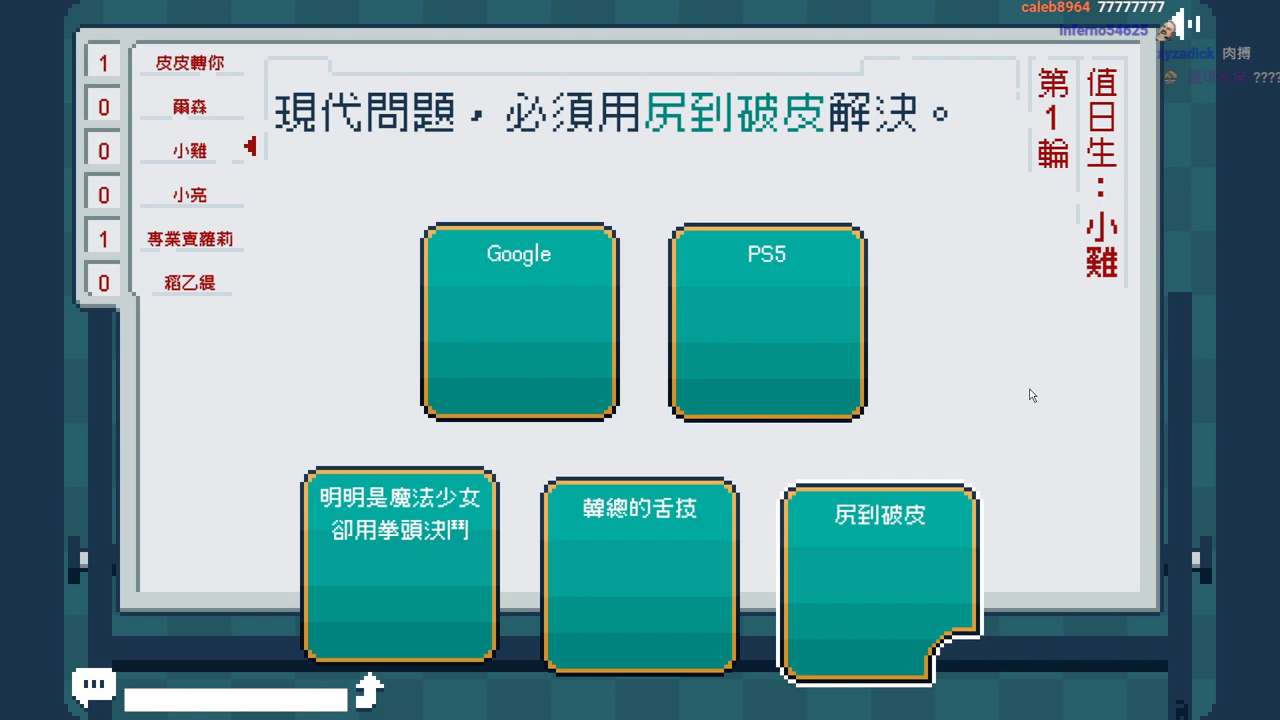 caleb8964 77777777
inferno54625
肉搏
????
1 皮皮轉你
0 爾森
0 小雞
0 小亮
1 專業賣蘿莉
0 稻乙緹
現代問題，必須用尻到破皮解決。
第1輪
值日生：小雞
Google
PS5
明明是魔法少女
卻用拳頭決鬥
韓總的舌技
尻到破皮